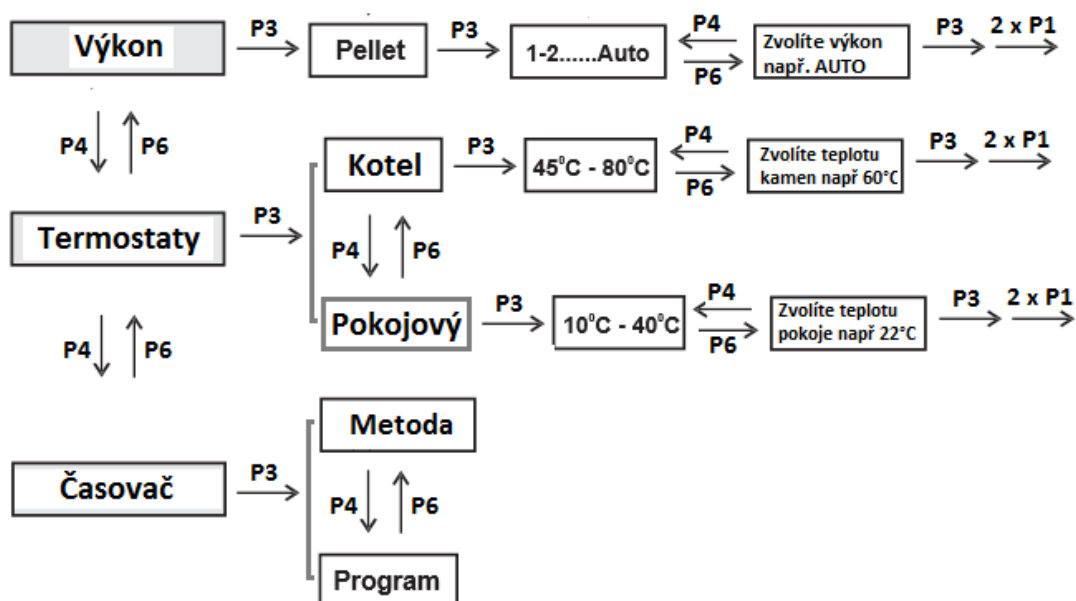 Výkon
P3
Pellet
P3
1-2......Auto
P4
P6
Zvolíte výkon
např. AUTO
P3
2 x P1
P4
P6
Kotel
P3
45°C - 80°C
P4
P6
Zvolíte teplotu
kamen např 60°C
P3
2 x P1
Termostaty
P3
P4
P6
Pokojový
P3
10°C - 40°C
P4
P6
Zvolíte teplotu
pokoje např 22°C
P3
2 x P1
P4
P6
Časovač
P3
Metoda
P4
P6
Program